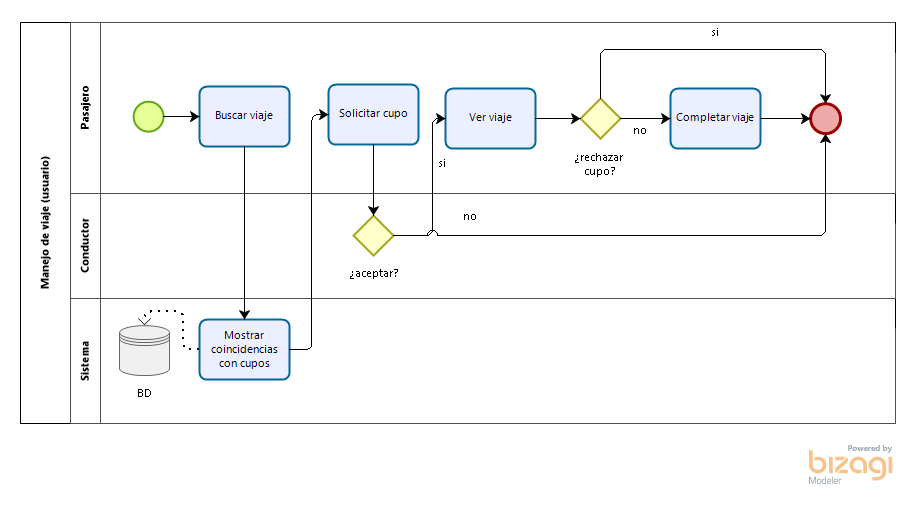 Manejo de viaje (usuario)
Pasajero
Buscar viaje
Solicitar cupo
si
Ver viaje
¿rechazar
cupo?
si
no
Completar viaje
Conductor
¿aceptar?
no
Sistema
BD
Mostrar
coincidencias
con cupos
Powered by
bizagi
Modeler